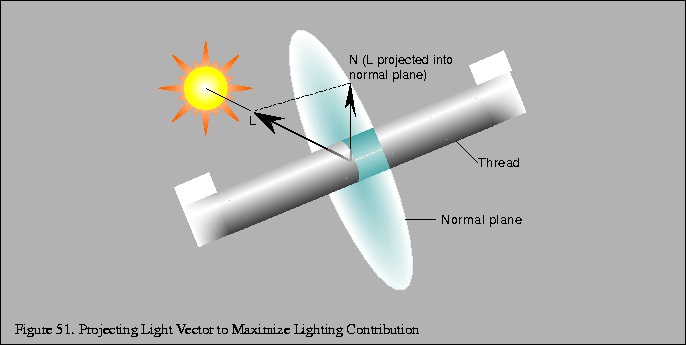 N (L projected into
normal plane)
L
Thread
Normal plane
Figure 51. Projecting Light Vector to Maximize Lighting Contribution